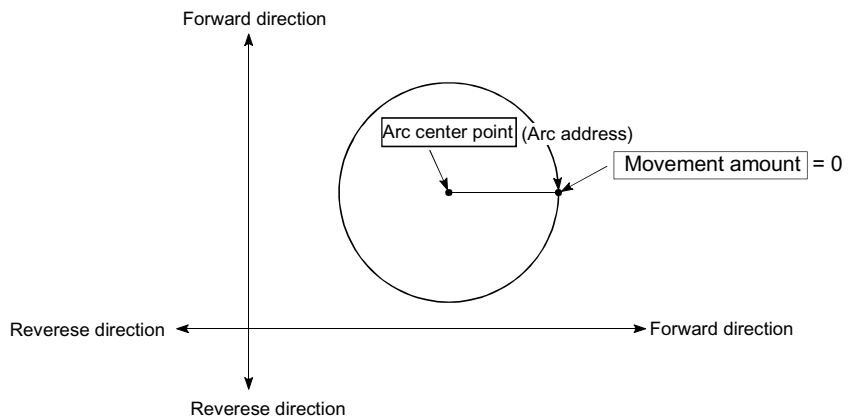 Forward direction
Arc center point (Arc address)
Movement amount = 0
Reverese direction
Forward direction
Reverese direction